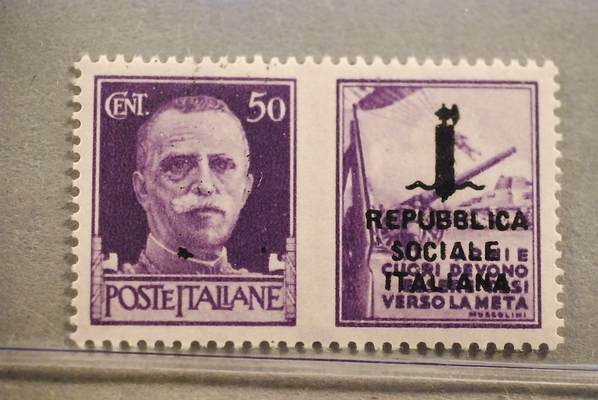 CENT. 50
POSTE ITALIANE
REPUBBLICA
SOCIALE
ITALIANA
E
CUORI DEVONO
VERSO LA META
MUSSOLINI